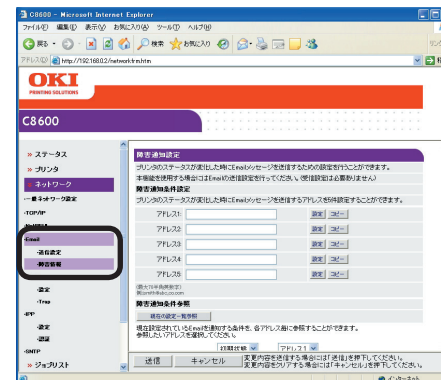 C8600 - Microsoft Internet Explorer
ファイル(F) 編集(E) 表示(V) お気に入り(A) ツール(T) ヘルプ(H)
戻る 検索 お気に入り
アドレス(D) http://192.168.0.2/networkfrm.htm
OKI
PRINTING SOLUTIONS
C8600
» ステータス
» プリンタ
» ネットワーク
-一般ネットワーク設定
-TCP/IP
-Email
-送信設定
-障害情報
-設定
-Trap
-IPP
-設定
-認証
-SNTP
» ジョブリスト
障害通知設定
プリンタのステータスが変化した時にEmailメッセージを送信するための設定を行うことができます。
本機能を使用する場合にはEmailの送信設定を行ってください。(受信設定は必要ありません)
障害通知条件設定
プリンタのステータスが変化した時にEmailメッセージを送信するアドレスを5件設定することができます。
アドレス1: 設定 コピー
アドレス2: 設定 コピー
アドレス3: 設定 コピー
アドレス4: 設定 コピー
アドレス5: 設定 コピー
障害通知条件参照
現在の設定一覧参照
現在設定されているEmailを通知する条件を、各アドレス毎に参照することができます。
参照したいアドレスを選択してください。
初期状態 アドレス1
送信 キャンセル
変更内容を送信する場合には「送信」を押下してください。
変更内容をクリアする場合には「キャンセル」を押下してください。
インターネット